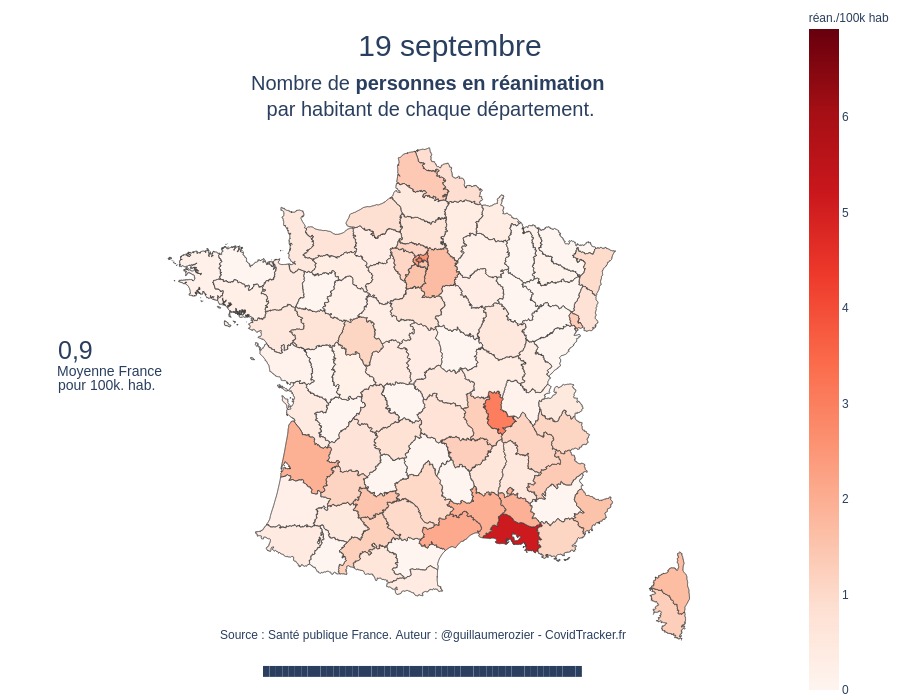 réan./100k hab
19 septembre
Nombre de personnes en réanimation
par habitant de chaque département.
6
5
4
3
2
1
0
0,9
Moyenne France
pour 100k. hab.
Source : Santé publique France. Auteur : @guillaumerozier - CovidTracker.fr